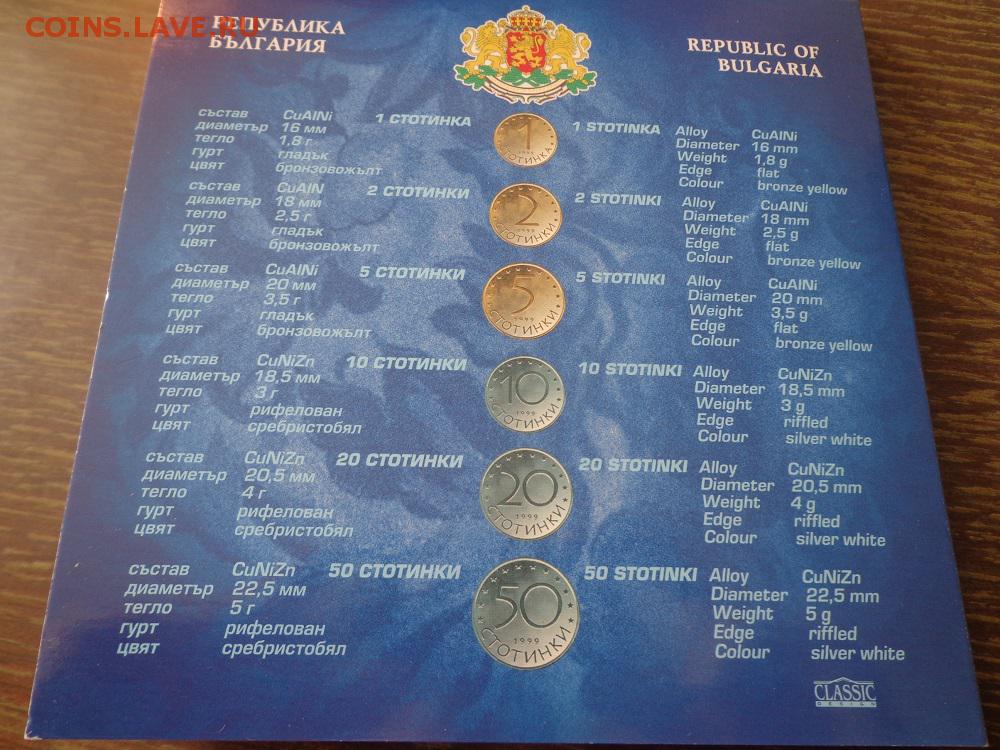 COINS.LAVE.RU
РЕПУБЛИКА
БЪЛГАРИЯ
REPUBLIC OF
BULGARIA
състав CuAlNi
диаметър 16 мм
тегло 1,8 г
гурт гладък
цвят бронзовожълт
1 СТОТИНКА
1
1999
СТОТИНКА
1 STOTINKA
Alloy CuAlNi
Diameter 16 mm
Weight 1,8 g
Edge flat
Colour bronze yellow
състав CuAlN
диаметър 18 мм
тегло 2,5 г
гурт гладък
цвят бронзовожълт
2 СТОТИНКИ
2
1999
СТОТИНКИ
2 STOTINKI
Alloy CuAlNi
Diameter 18 mm
Weight 2,5 g
Edge flat
Colour bronze yellow
състав CuAlNi
диаметър 20 мм
тегло 3,5 г
гурт гладък
цвят бронзовожълт
5 СТОТИНКИ
5
1999
СТОТИНКИ
5 STOTINKI
Alloy CuAlNi
Diameter 20 mm
Weight 3,5 g
Edge flat
Colour bronze yellow
състав CuNiZn
диаметър 18,5 мм
тегло 3 г
гурт рифелован
цвят сребристобял
10 СТОТИНКИ
10
1999
СТОТИНКИ
10 STOTINKI
Alloy CuNiZn
Diameter 18,5 mm
Weight 3 g
Edge riffled
Colour silver white
състав CuNiZn
диаметър 20,5 мм
тегло 4 г
гурт рифелован
цвят сребристобял
20 СТОТИНКИ
20
1999
СТОТИНКИ
20 STOTINKI
Alloy CuNiZn
Diameter 20,5 mm
Weight 4 g
Edge riffled
Colour silver white
състав CuNiZn
диаметър 22,5 мм
тегло 5 г
гурт рифелован
цвят сребристобял
50 СТОТИНКИ
50
1999
СТОТИНКИ
50 STOTINKI
Alloy CuNiZn
Diameter 22,5 mm
Weight 5 g
Edge riffled
Colour silver white
CLASSIC
DESIGN